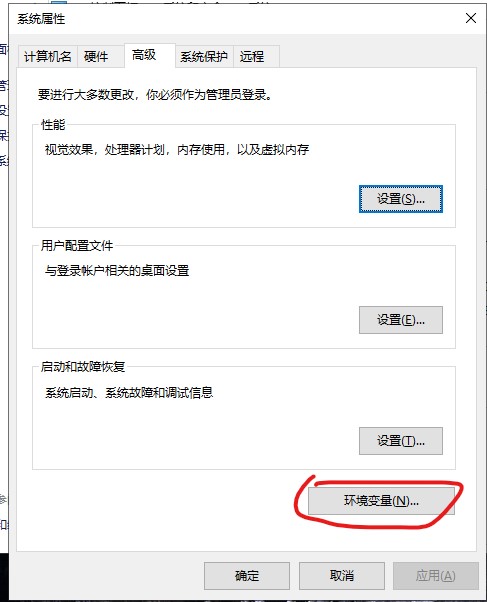 系统属性
计算机名 硬件 高级 系统保护 远程
要进行大多数更改，你必须作为管理员登录。
性能
视觉效果，处理器计划，内存使用，以及虚拟内存
设置(S)...
用户配置文件
与登录帐户相关的桌面设置
设置(E)...
启动和故障恢复
系统启动、系统故障和调试信息
设置(T)...
环境变量(N)...
确定 取消 应用(A)